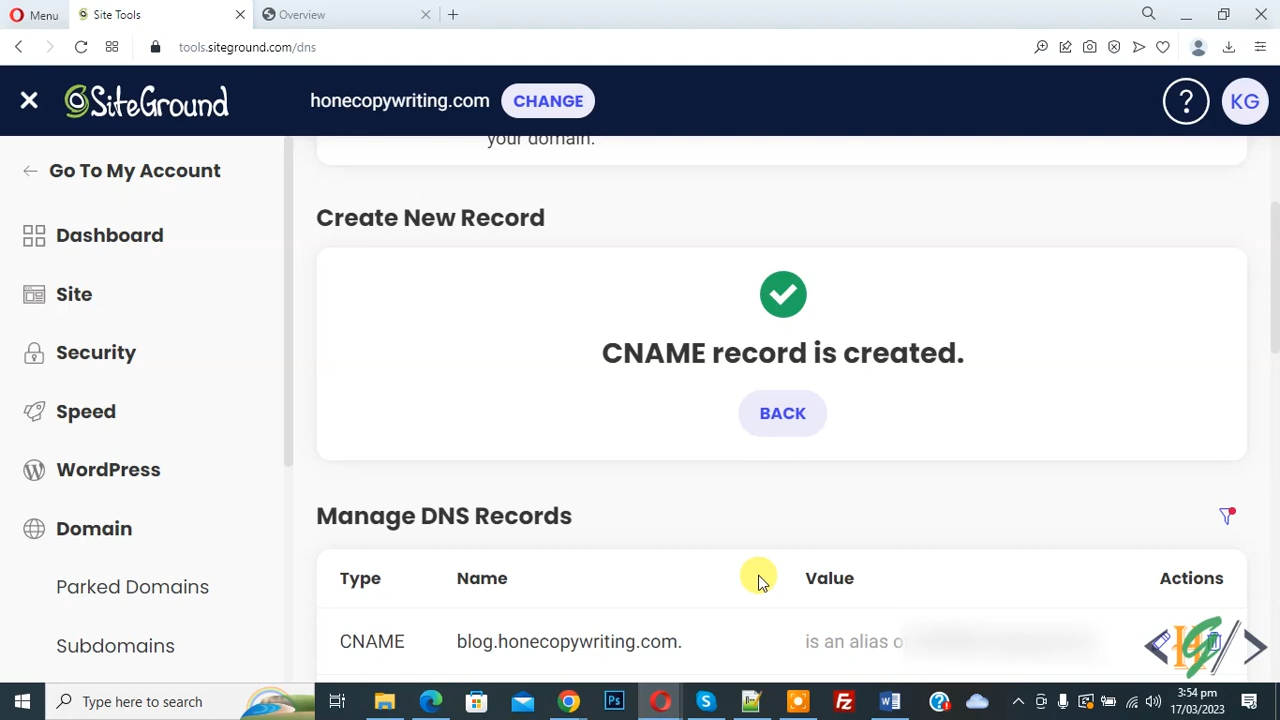 Menu
Site Tools
Overview
tools.siteground.com/dns
SiteGround
honecopywriting.com
CHANGE
?
KG
Go To My Account
Dashboard
Site
Security
Speed
WordPress
Domain
Parked Domains
Subdomains
your domain.
Create New Record
CNAME record is created.
BACK
Manage DNS Records
Type Name Value Actions
CNAME blog.honecopywriting.com. is an alias
Type here to search
3:54 pm
17/03/2023